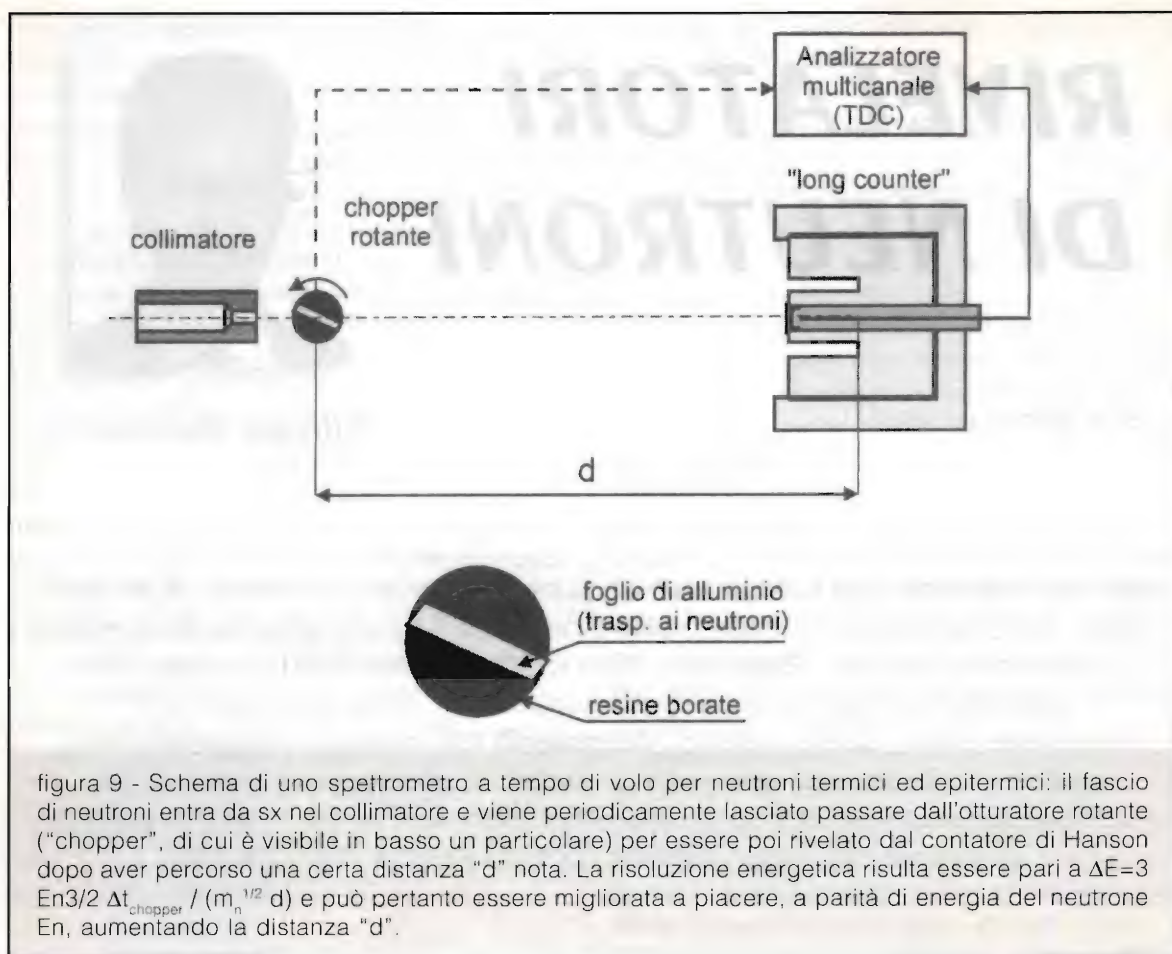 Analizzatore
multicanale
(TDC)
"long counter"
chopper
rotante
collimatore
d
foglio di alluminio
(trasp. ai neutroni)
resine borate
figura 9 - Schema di uno spettrometro a tempo di volo per neutroni termici ed epitermici: il fascio
di neutroni entra da sx nel collimatore e viene periodicamente lasciato passare dall'otturatore rotante
("chopper", di cui è visibile in basso un particolare) per essere poi rivelato dal contatore di Hanson
dopo aver percorso una certa distanza "d" nota. La risoluzione energetica risulta essere pari a ΔE=3
En3/2 Δt_chopper / (m_n^1/2 d) e può pertanto essere migliorata a piacere, a parità di energia del neutrone
En, aumentando la distanza "d".